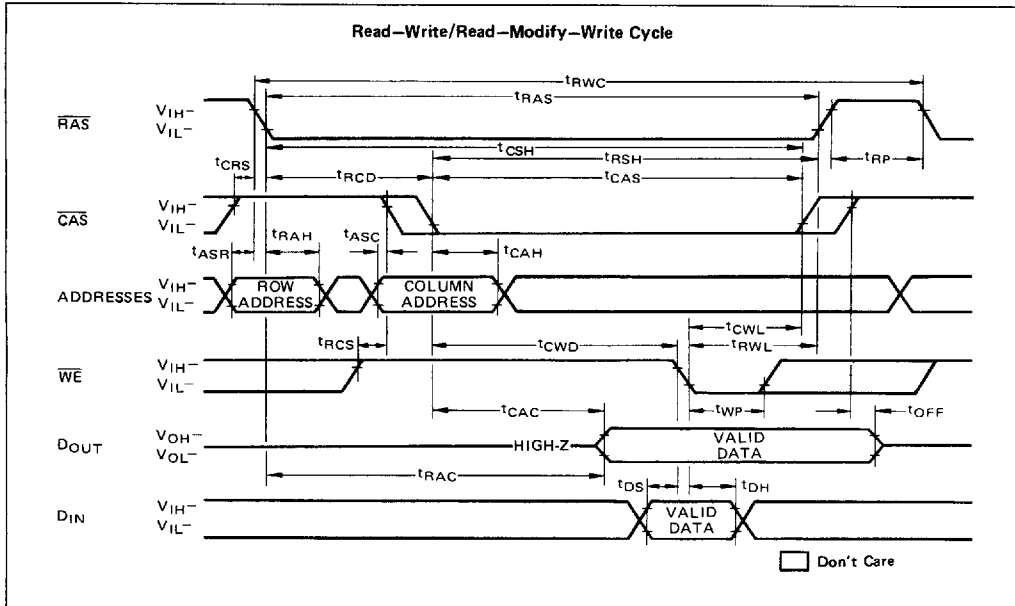 Read–Write/Read–Modify–Write Cycle
tRWC
tRAS
RAS
VIH–
VIL–
tCSH
tRSH
tRP
tCRS
tRCD
tCAS
CAS
VIH–
VIL–
tASR
tRAH
tASC
tCAH
ADDRESSES
VIH–
VIL–
ROW
ADDRESS
COLUMN
ADDRESS
tRCS
tCWD
tCWL
tRWL
WE
VIH–
VIL–
tCAC
tWP
tOFF
DOUT
VOH–
VOL–
HIGH-Z
VALID
DATA
tRAC
tDS
tDH
DIN
VIH–
VIL–
VALID
DATA
Don't Care